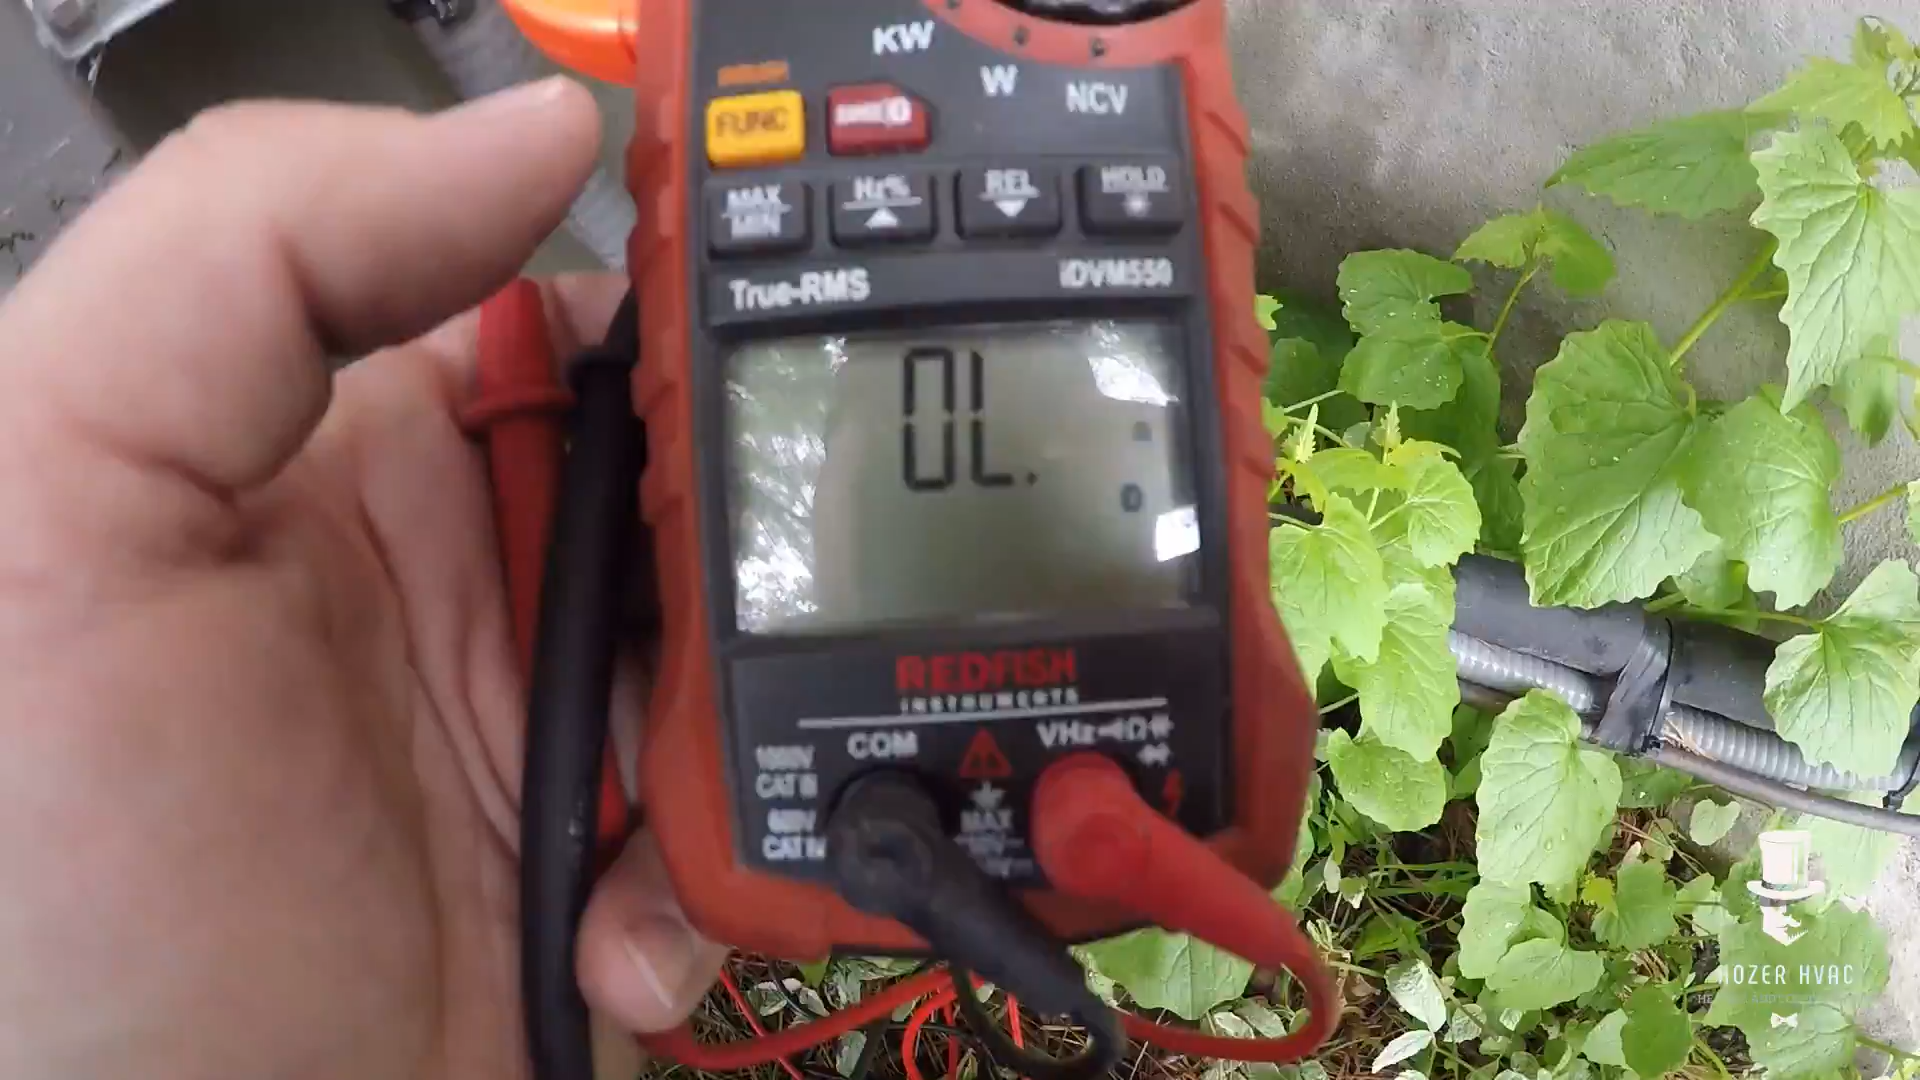 KW
W
NCV
FUNC
MAX
MIN
Hz%
REL
HOLD
True-RMS
iDVM550
OL.
REDFISH
INSTRUMENTS
COM
VHz
Ω
1000V
CAT III
600V
CAT IV
MAX
HOZER HVAC